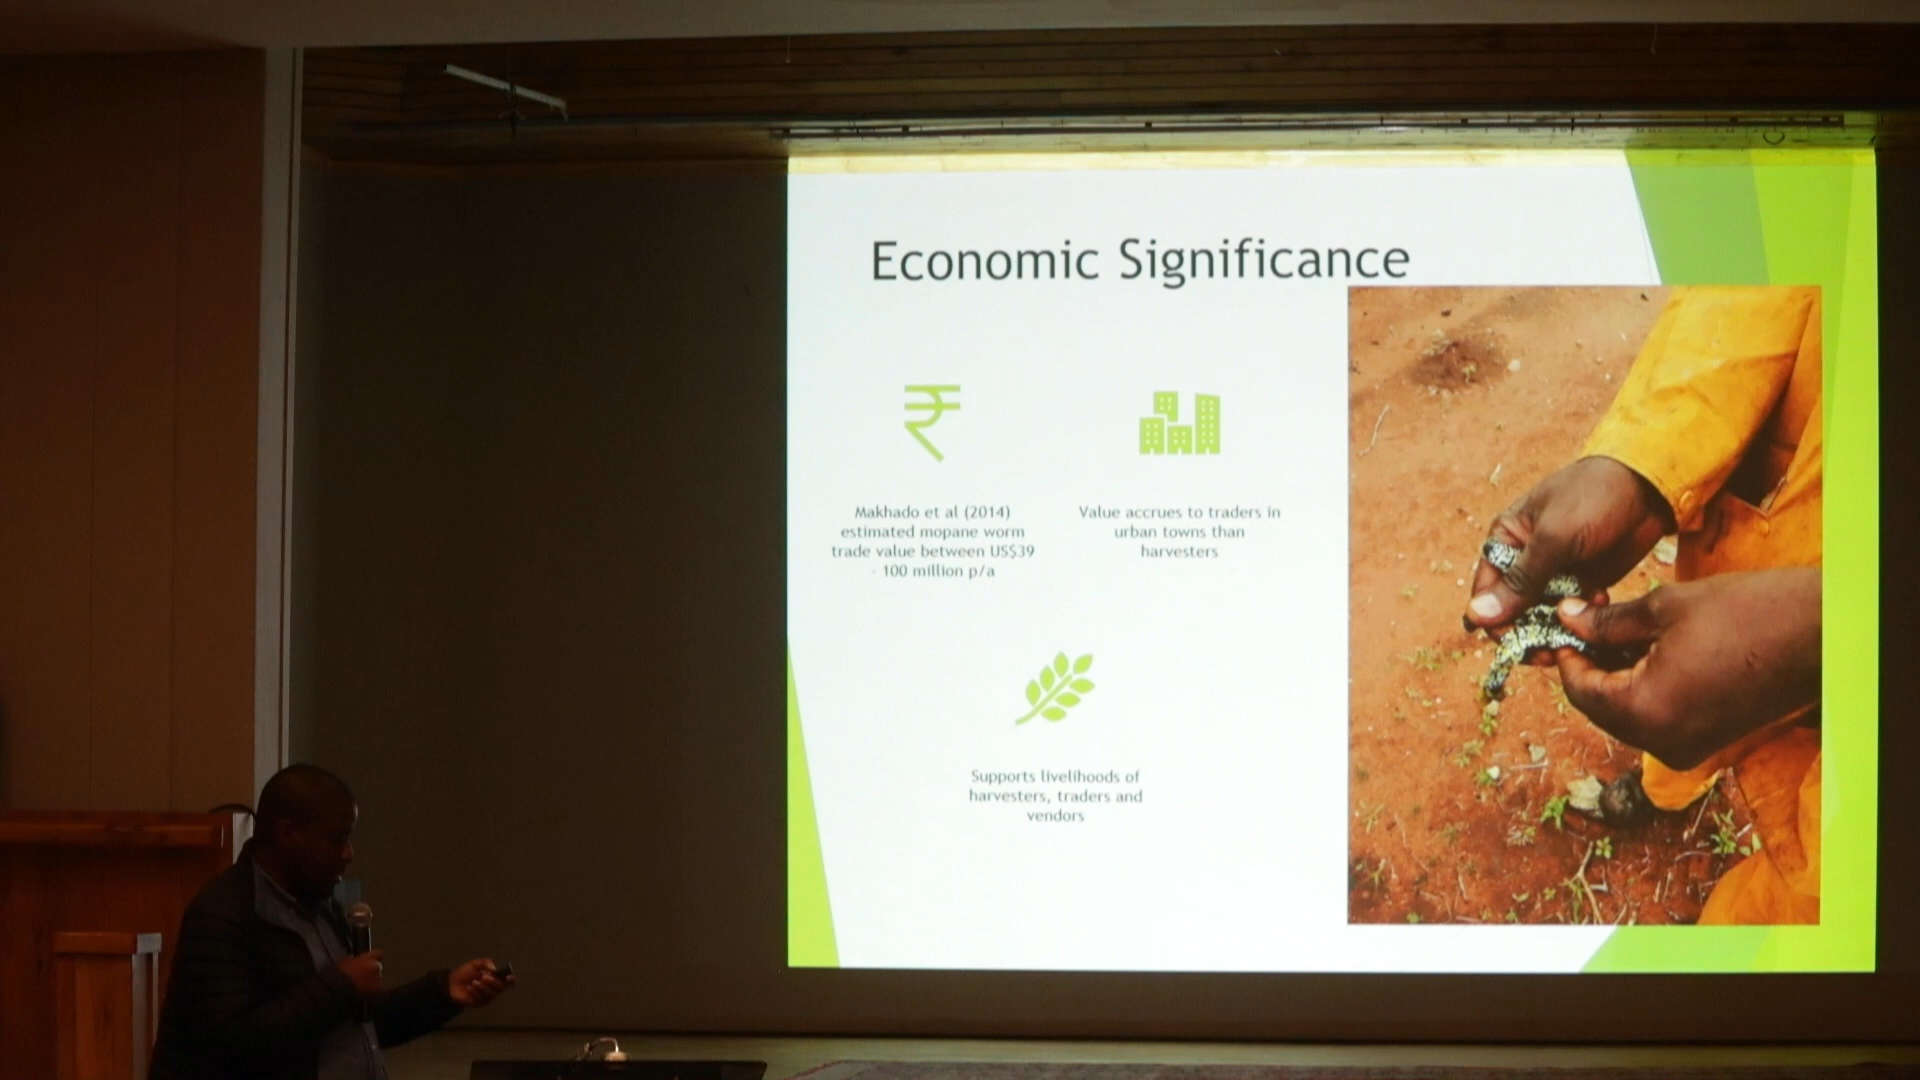 Economic Significance
Makhado et al (2014)
estimated mopane worm
trade value between US$39
- 100 million p/a
Value accrues to traders in
urban towns than
harvesters
Supports livelihoods of
harvesters, traders and
vendors